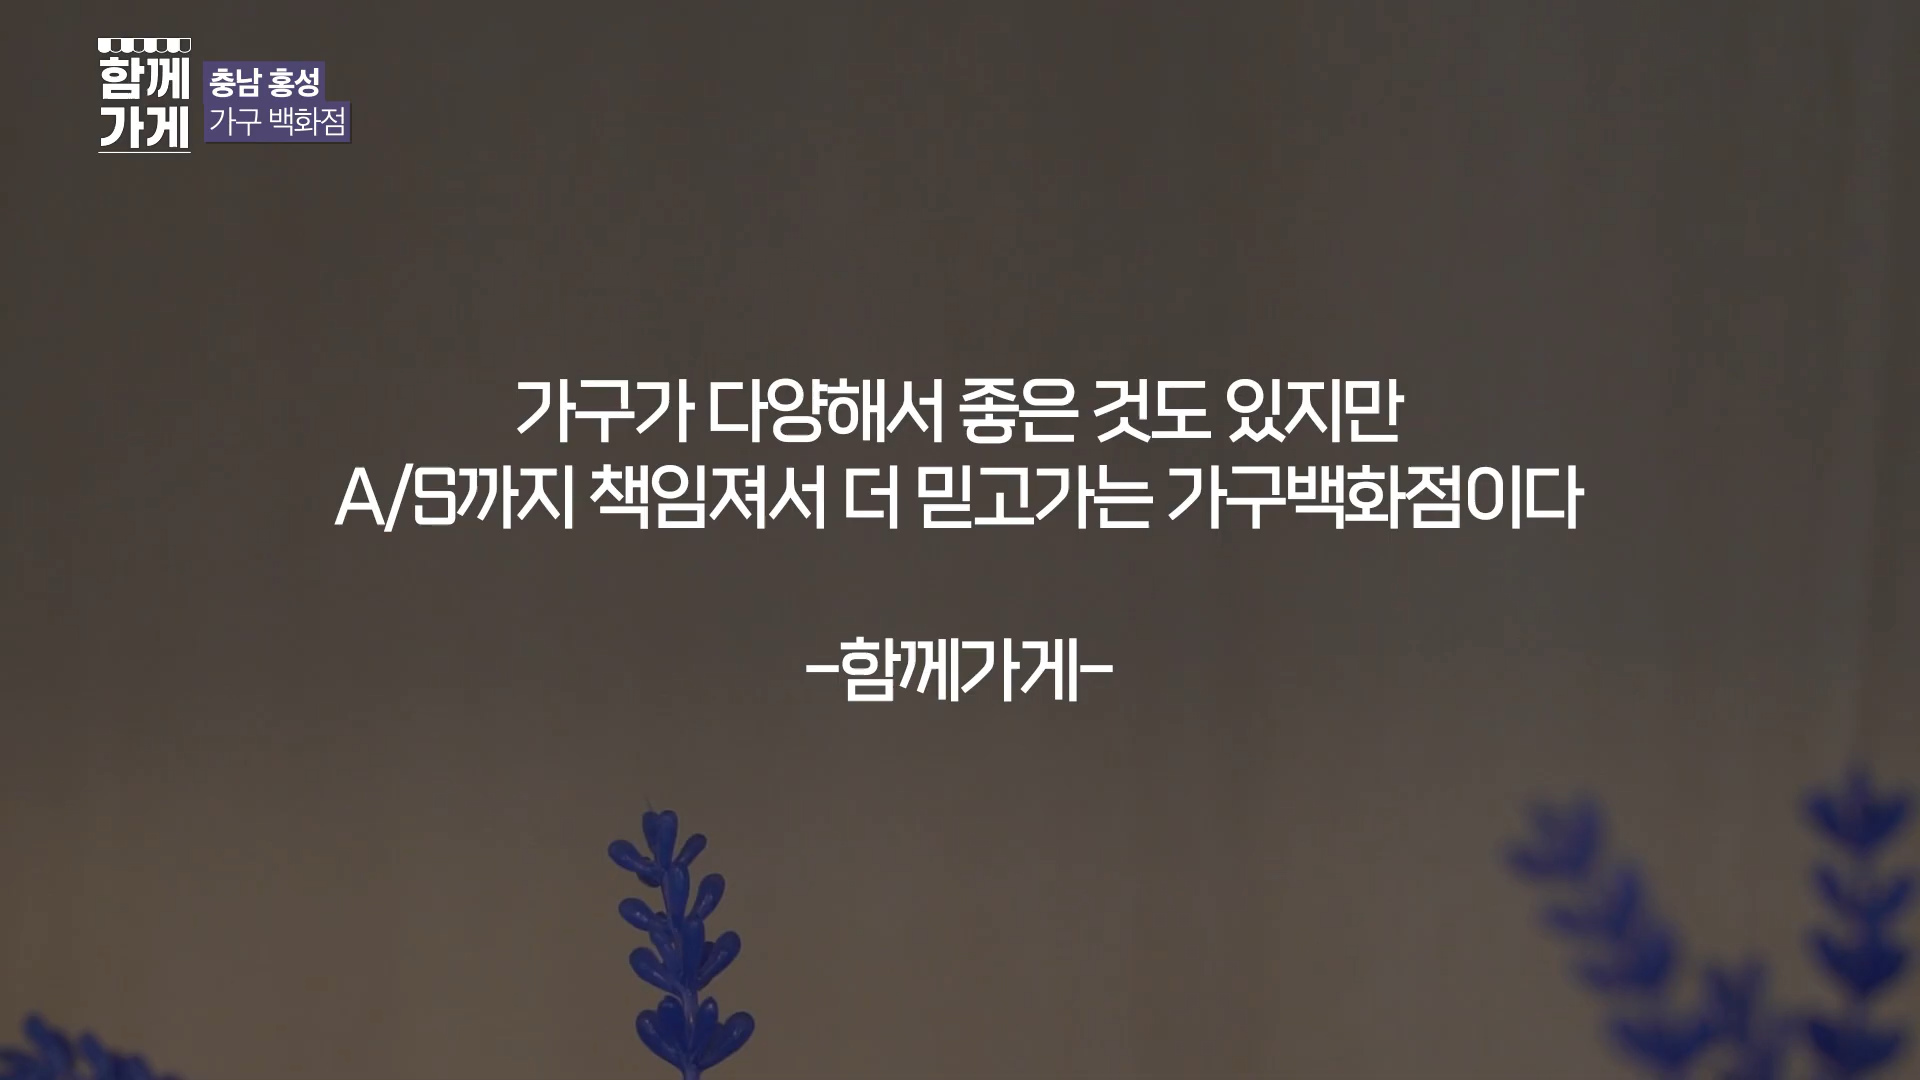 함께
가게
충남 홍성
가구 백화점
가구가 다양해서 좋은 것도 있지만
A/S까지 책임져서 더 믿고가는 가구백화점이다
-함께가게-